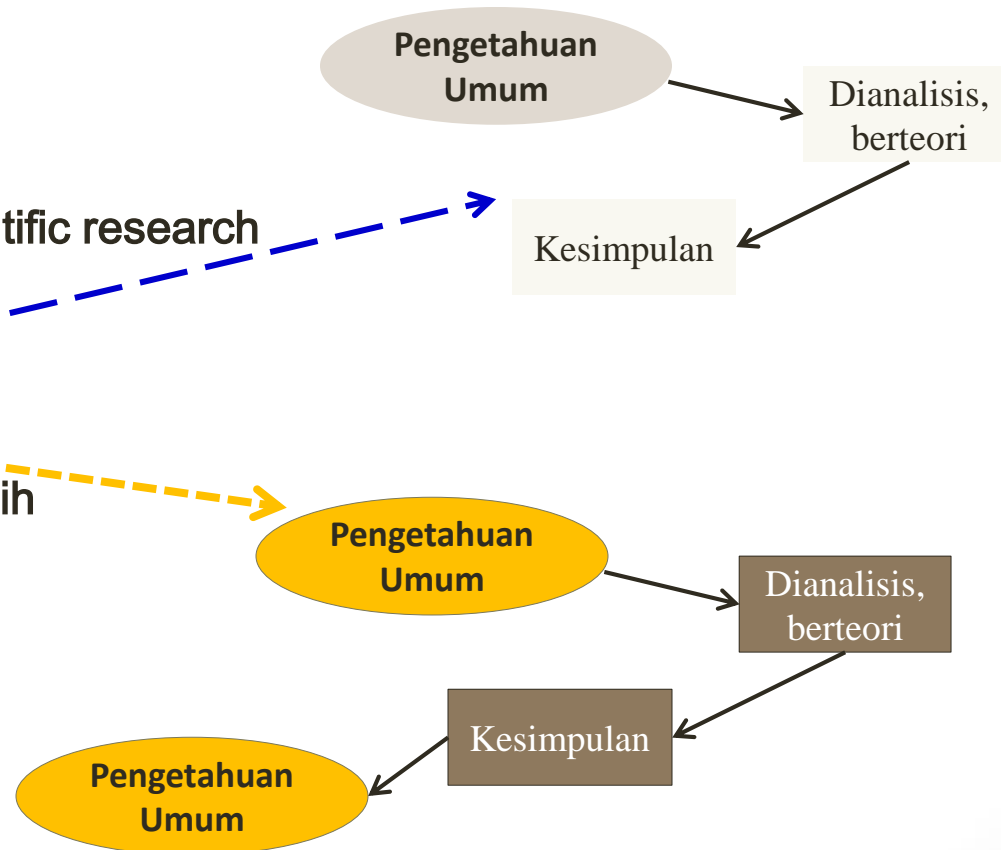 Pengetahuan
Umum
Dianalisis,
berteori
tific research
Kesimpulan
ih
Pengetahuan
Umum
Dianalisis,
berteori
Kesimpulan
Pengetahuan
Umum